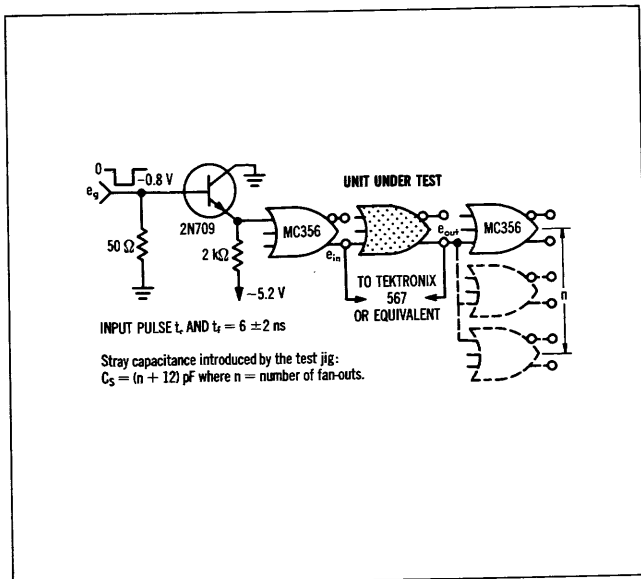 0
-0.8 V
e_g
50 Ω
2N709
2 kΩ
~5.2 V
MC356
e_in
UNIT UNDER TEST
e_out
MC356
n
TO TEKTRONIX
567
OR EQUIVALENT
INPUT PULSE t_r AND t_f = 6 ±2 ns
Stray capacitance introduced by the test jig:
C_S = (n + 12) pF where n = number of fan-outs.